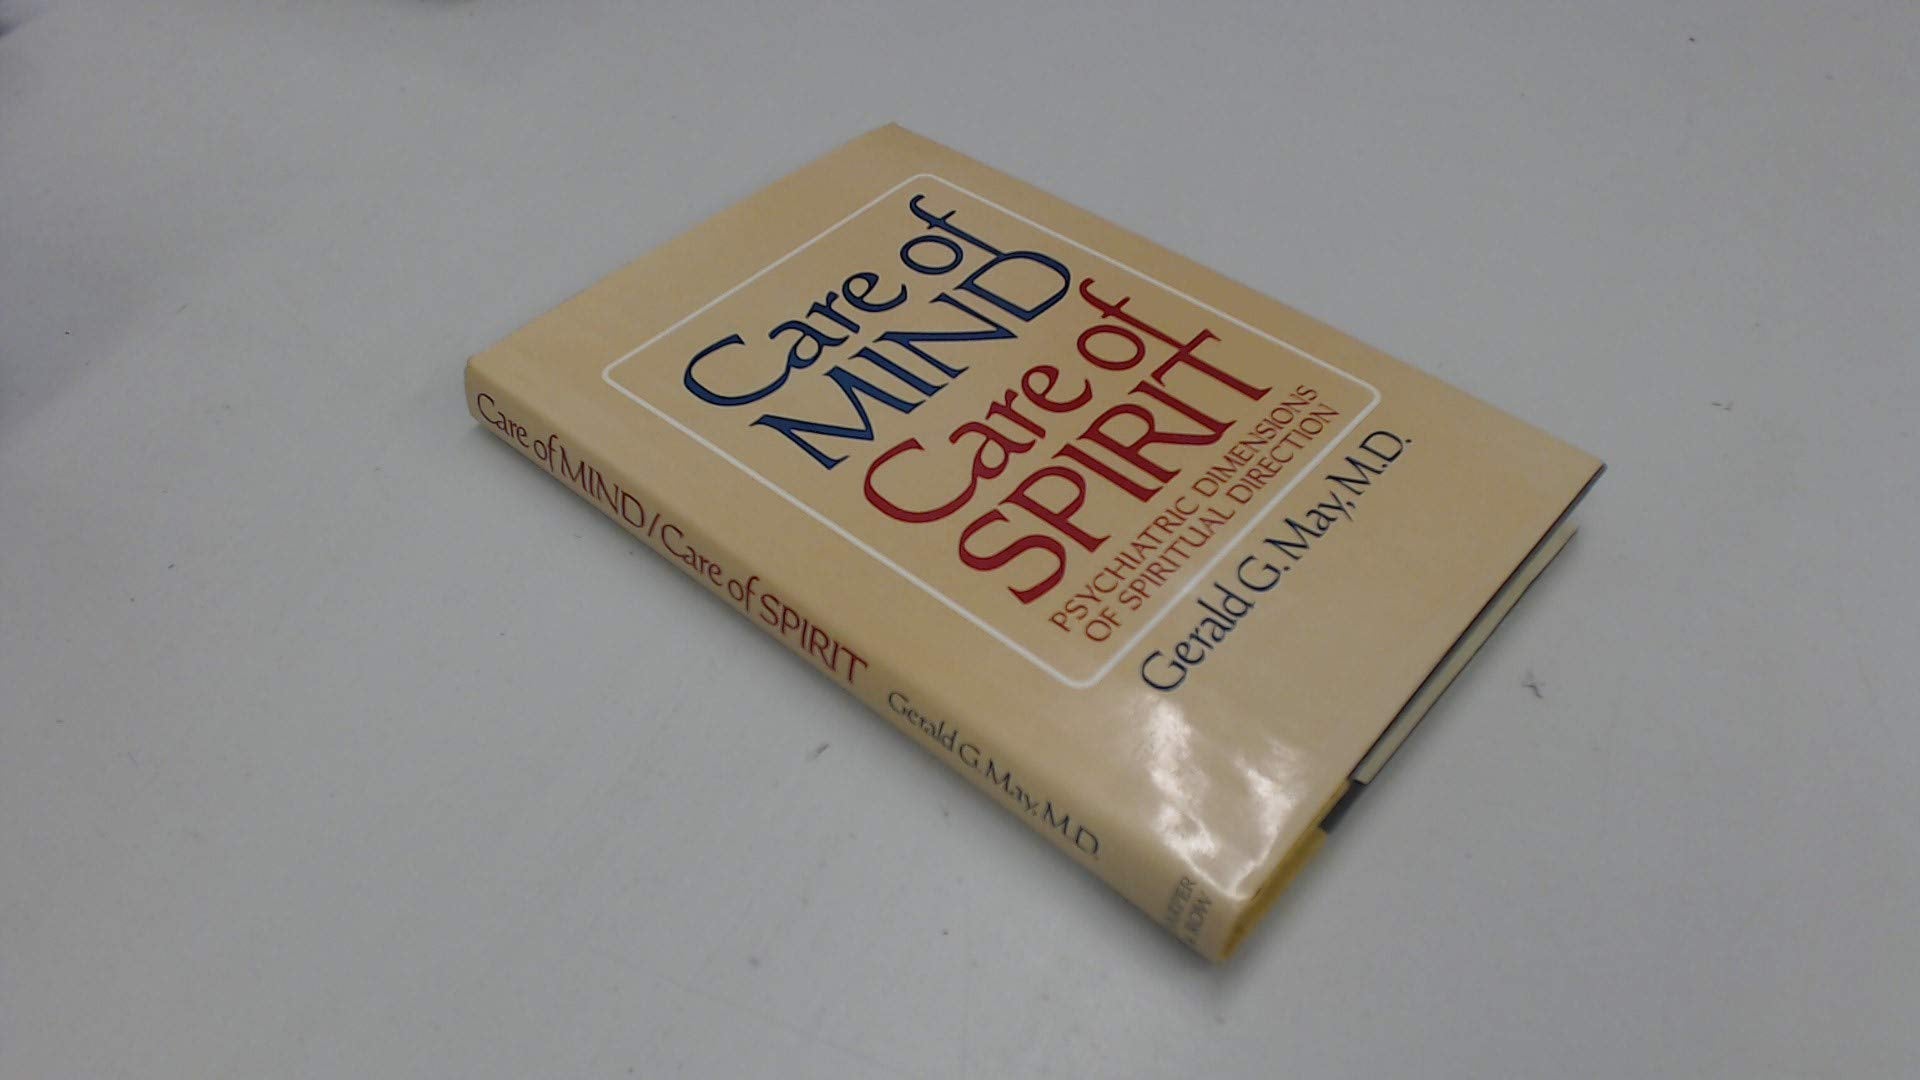 Care of
MIND
Care of
SPIRIT
PSYCHIATRIC DIMENSIONS
OF SPIRITUAL DIRECTION
Gerald G. May, M.D.
Care of MIND/Care of SPIRIT
Gerald G. May, M.D.
ROW